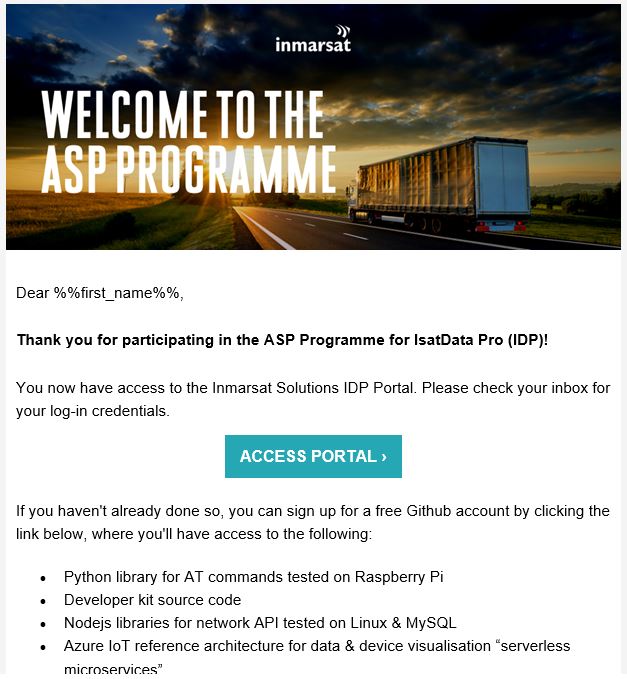 inmarsat
WELCOME TO THE
ASP PROGRAMME
Dear %%first_name%%,
Thank you for participating in the ASP Programme for IsatData Pro (IDP)!
You now have access to the Inmarsat Solutions IDP Portal. Please check your inbox for
your log-in credentials.
ACCESS PORTAL ›
If you haven't already done so, you can sign up for a free Github account by clicking the
link below, where you'll have access to the following:
• Python library for AT commands tested on Raspberry Pi
• Developer kit source code
• Nodejs libraries for network API tested on Linux & MySQL
• Azure IoT reference architecture for data & device visualisation “serverless
microservices”